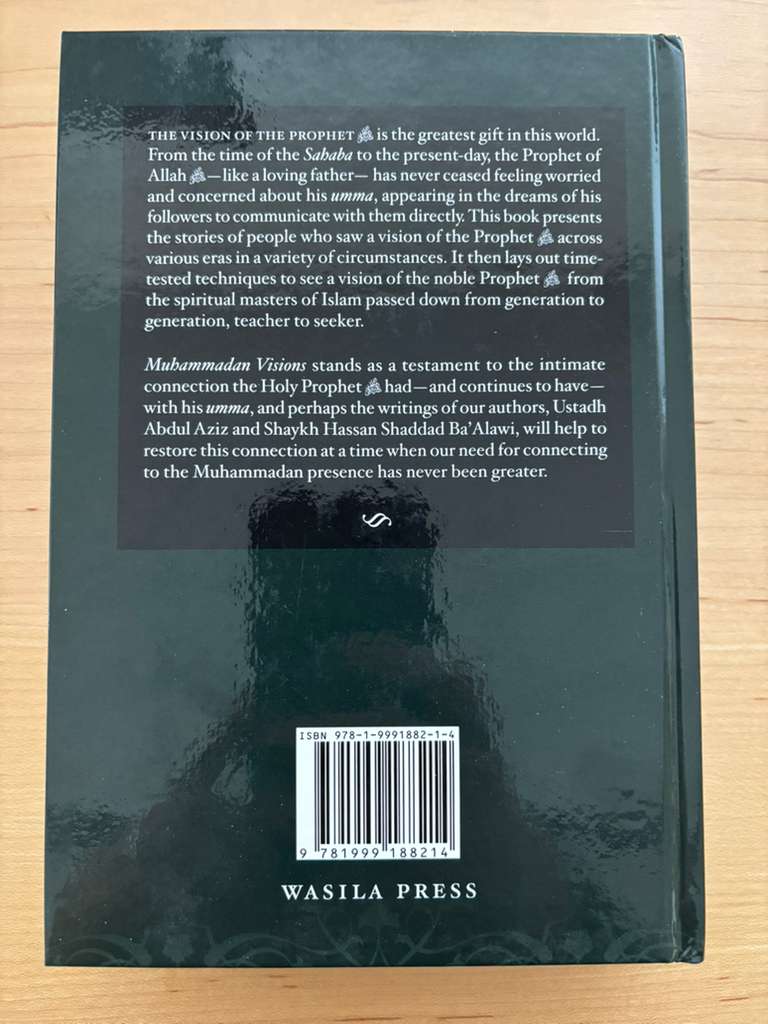 THE VISION OF THE PROPHET ﷺ is the greatest gift in this world.
From the time of the Sahaba to the present-day, the Prophet of
Allah ﷺ—like a loving father— has never ceased feeling worried
and concerned about his umma, appearing in the dreams of his
followers to communicate with them directly. This book presents
the stories of people who saw a vision of the Prophet ﷺ across
various eras in a variety of circumstances. It then lays out time-
tested techniques to see a vision of the noble Prophet ﷺ from
the spiritual masters of Islam passed down from generation to
generation, teacher to seeker.
Muhammadan Visions stands as a testament to the intimate
connection the Holy Prophet ﷺ had—and continues to have—
with his umma, and perhaps the writings of our authors, Ustadh
Abdul Aziz and Shaykh Hassan Shaddad Ba’Alawi, will help to
restore this connection at a time when our need for connecting
to the Muhammadan presence has never been greater.
ISBN 978-1-9991882-1-4
9 781999 188214
WASILA PRESS